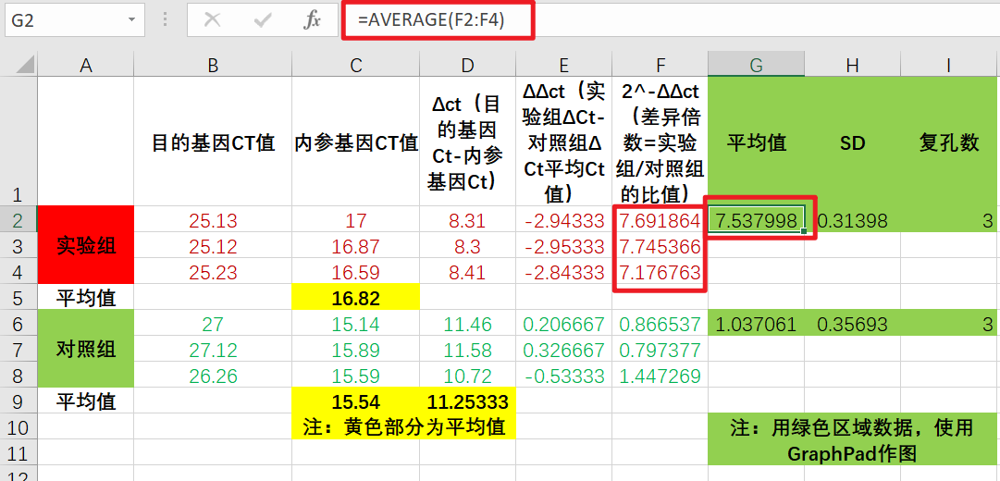 G2
fx
=AVERAGE(F2:F4)
A B C D E F G H I
1
目的基因CT值
内参基因CT值
Δct（目
的基因
Ct-内参
基因Ct）
ΔΔct（实
验组ΔCt-
对照组Δ
Ct平均Ct
值）
2^-ΔΔct
（差异倍
数=实验
组/对照组
的比值）
平均值
SD
复孔数
实验组
2 25.13 17 8.31 -2.94333 7.691864 7.537998 0.31398 3
3 25.12 16.87 8.3 -2.95333 7.745366
4 25.23 16.59 8.41 -2.84333 7.176763
5 平均值 16.82
对照组
6 27 15.14 11.46 0.206667 0.866537 1.037061 0.35693 3
7 27.12 15.89 11.58 0.326667 0.797377
8 26.26 15.59 10.72 -0.53333 1.447269
9 平均值 15.54 11.25333
10 注：黄色部分为平均值
注：用绿色区域数据，使用
11 GraphPad作图
12